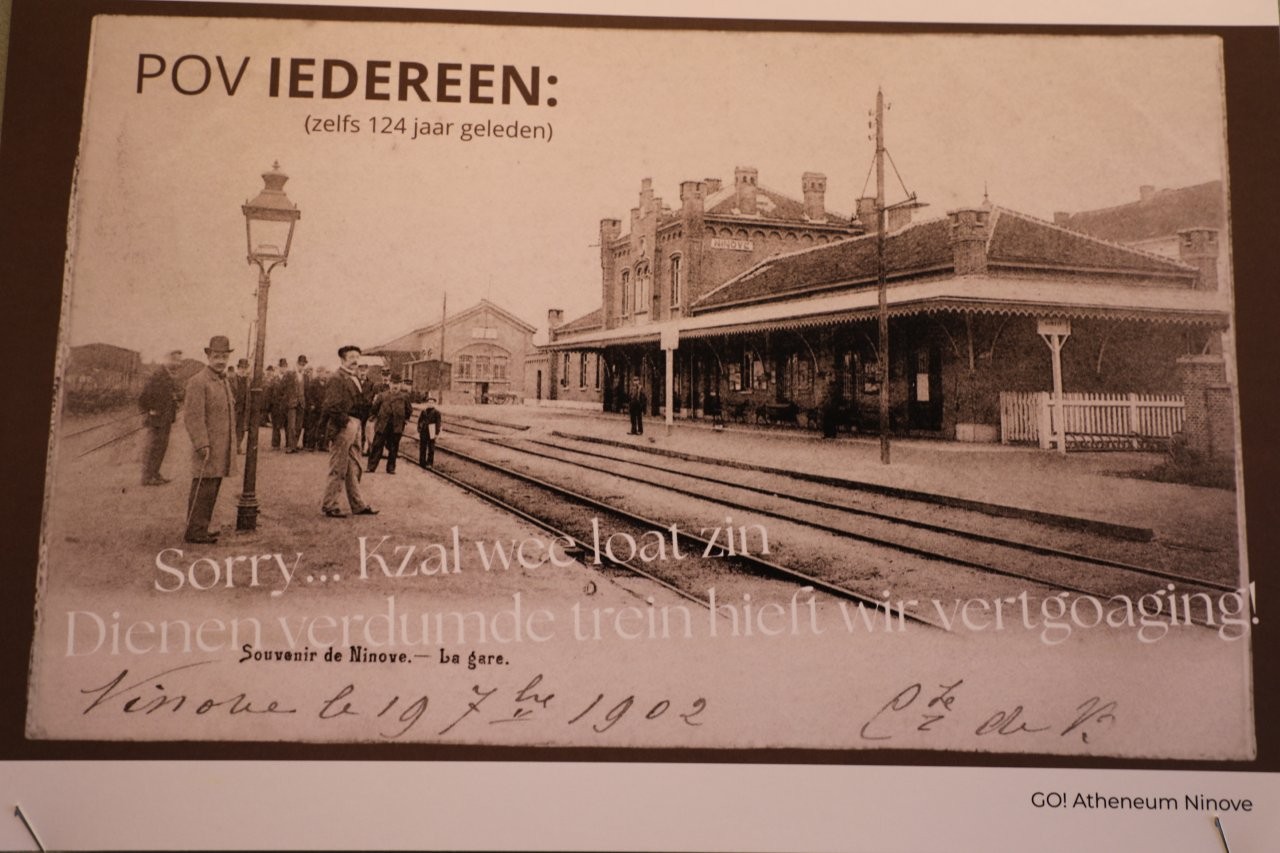 POV IEDEREEN:
(zelfs 124 jaar geleden)
NINOVE
Sorry... Kzal wee loat zin
Dienen verdumde trein hieft wir vertgoaging!
Souvenir de Ninove. — La gare.
Ninove le 19 7bre 1902
de V.
GO! Atheneum Ninove